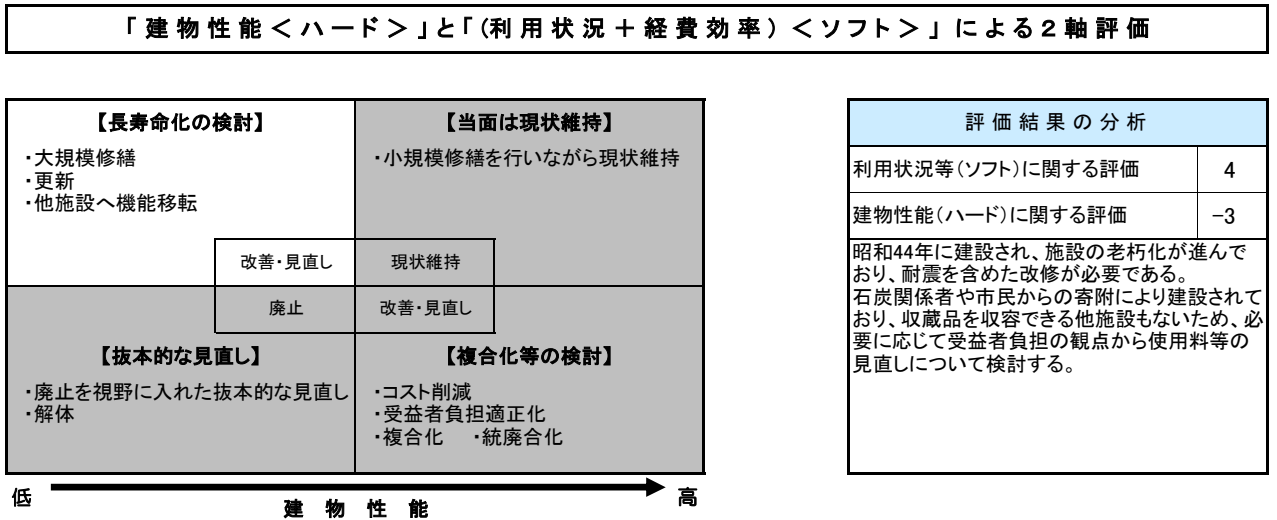 「建物性能＜ハード＞」と「（利用状況＋経費効率）＜ソフト＞」による２軸評価
【長寿命化の検討】
・大規模修繕
・更新
・他施設へ機能移転
【当面は現状維持】
・小規模修繕を行いながら現状維持
改善・見直し
現状維持
廃止
改善・見直し
【抜本的な見直し】
・廃止を視野に入れた抜本的な見直し
・解体
【複合化等の検討】
・コスト削減
・受益者負担適正化
・複合化　・統廃合化
低
建物性能
高
評価結果の分析
利用状況等（ソフト）に関する評価 4
建物性能（ハード）に関する評価 −3
昭和44年に建設され、施設の老朽化が進んで
おり、耐震を含めた改修が必要である。
石炭関係者や市民からの寄附により建設されて
おり、収蔵品を収容できる他施設もないため、必
要に応じて受益者負担の観点から使用料等の
見直しについて検討する。